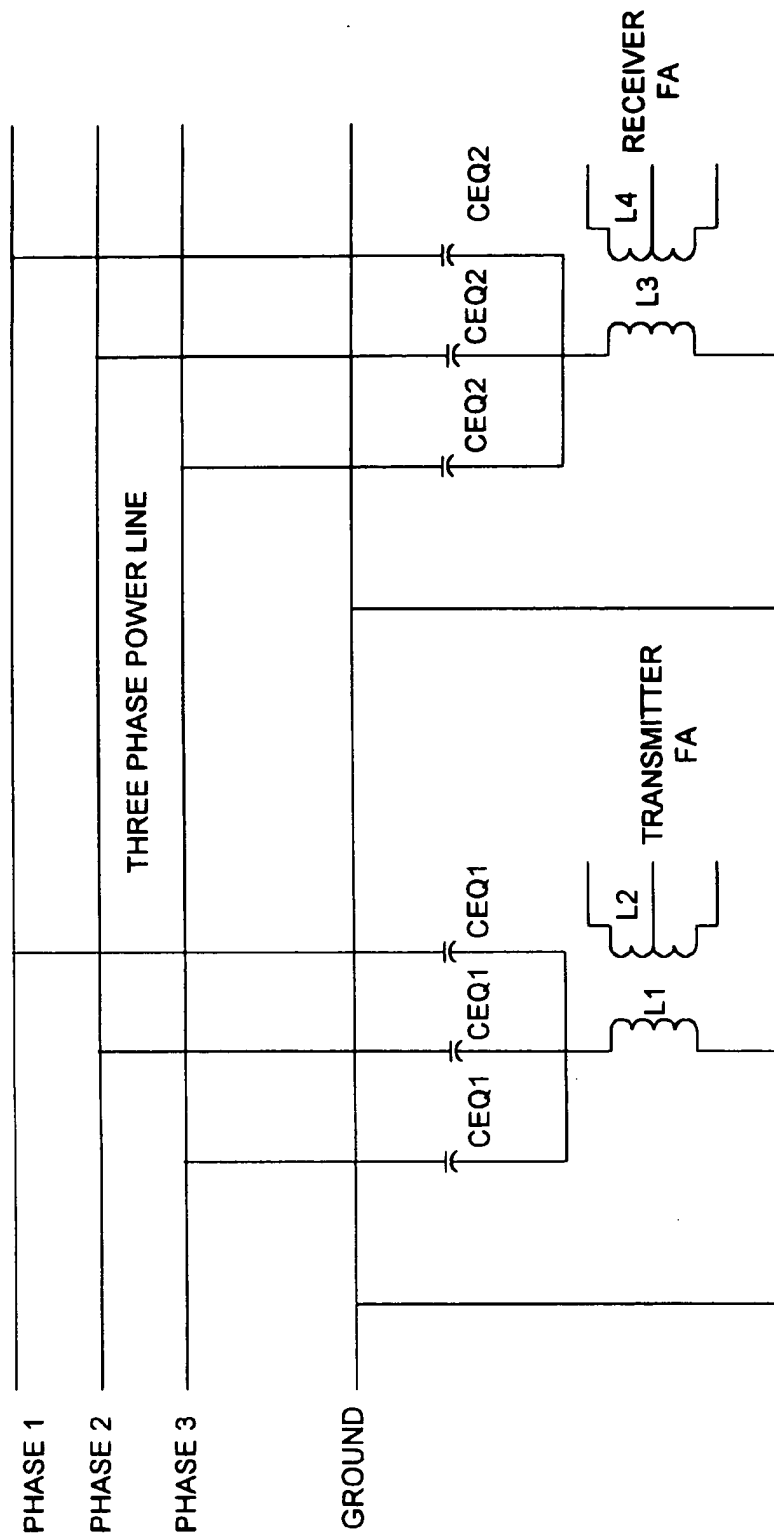 PHASE 1
PHASE 2
PHASE 3
GROUND
THREE PHASE POWER LINE
CEQ1
CEQ1
CEQ1
L1
L2
TRANSMITTER
FA
CEQ2
CEQ2
CEQ2
L3
L4
RECEIVER
FA